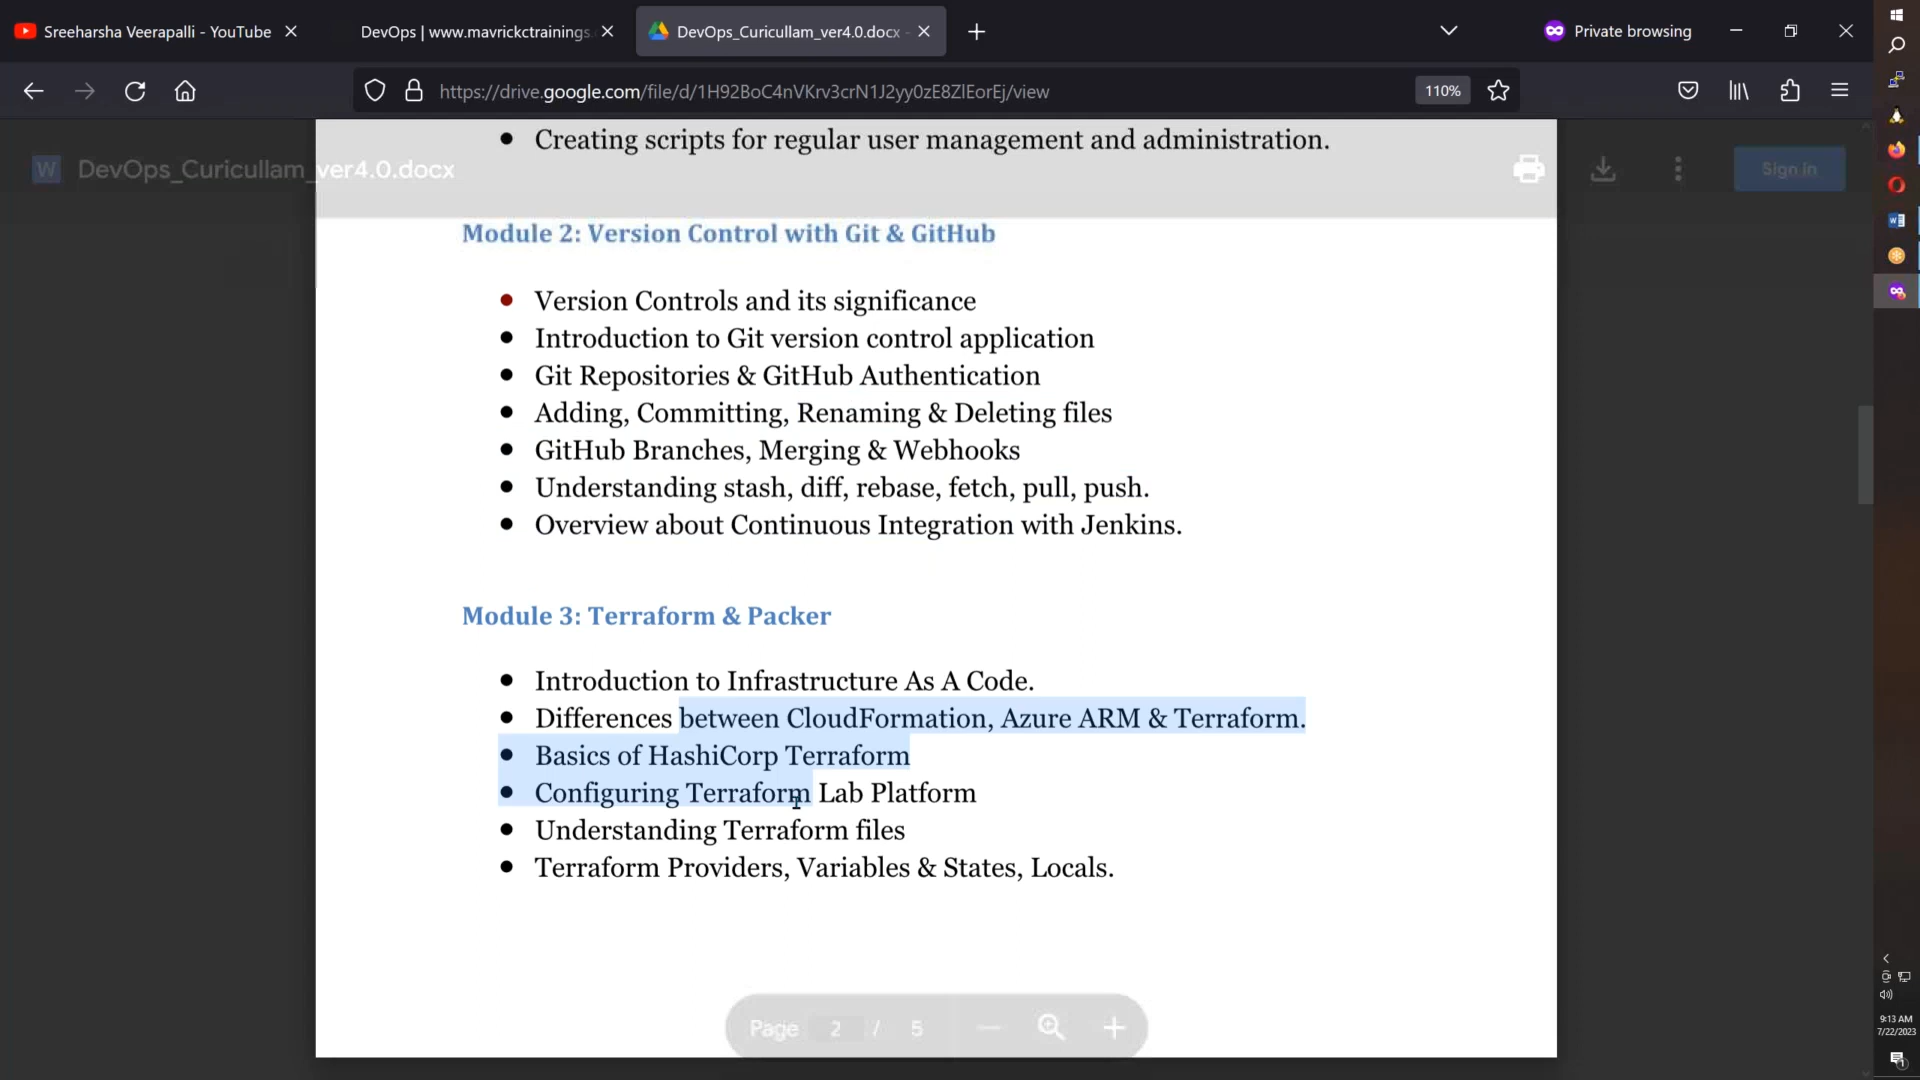 Sreeharsha Veerapalli - YouTube
DevOps | www.mavrickctrainings.
DevOps_Curicullam_ver4.0.docx -
Private browsing
https://drive.google.com/file/d/1H92BoC4nVKrv3crN1J2yy0zE8ZlEorEj/view
110%
Creating scripts for regular user management and administration.
W DevOps_Curicullam_ver4.0.docx
Sign in
Module 2: Version Control with Git & GitHub
Version Controls and its significance
Introduction to Git version control application
Git Repositories & GitHub Authentication
Adding, Committing, Renaming & Deleting files
GitHub Branches, Merging & Webhooks
Understanding stash, diff, rebase, fetch, pull, push.
Overview about Continuous Integration with Jenkins.
Module 3: Terraform & Packer
Introduction to Infrastructure As A Code.
Differences between CloudFormation, Azure ARM & Terraform.
Basics of HashiCorp Terraform
Configuring Terraform Lab Platform
Understanding Terraform files
Terraform Providers, Variables & States, Locals.
Page 2 / 5
9:13 AM
7/22/2023